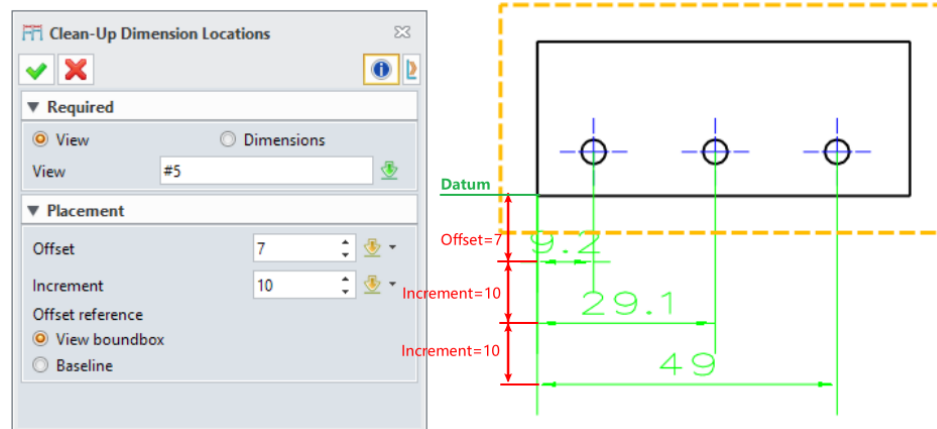 Clean-Up Dimension Locations
Required
View
Dimensions
View
#5
Placement
Offset
7
Increment
10
Offset reference
View boundbox
Baseline
Datum
Offset=7
9.2
Increment=10
29.1
Increment=10
49